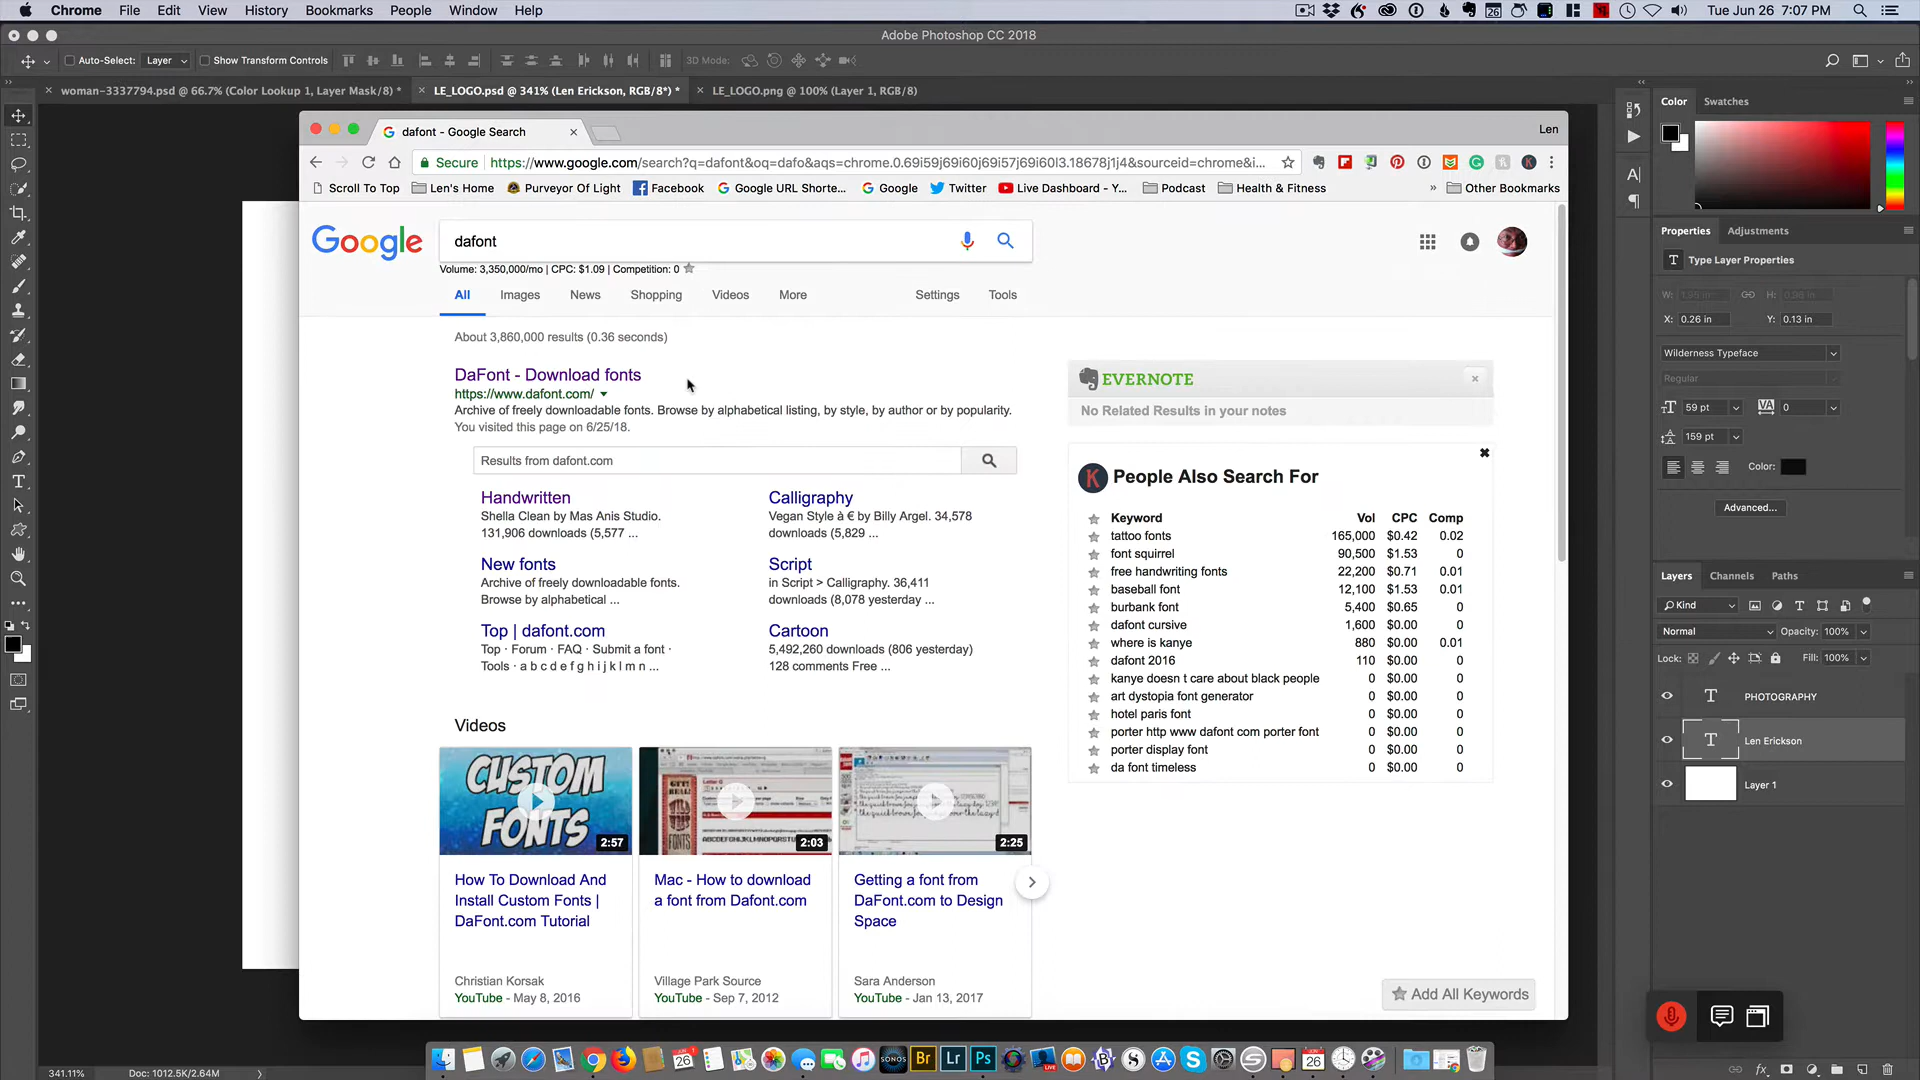 Chrome File Edit View History Bookmarks People Window Help
Tue Jun 26 7:07 PM
Adobe Photoshop CC 2018
Auto-Select: Layer Show Transform Controls 3D Mode:
woman-3337794.psd @ 66.7% (Color Lookup 1, Layer Mask/8) *
LE_LOGO.psd @ 341% (Len Erickson, RGB/8*) *
LE_LOGO.png @ 100% (Layer 1, RGB/8)
dafont - Google Search
Len
Secure https://www.google.com/search?q=dafont&oq=dafo&aqs=chrome.0.69i59j69i60j69i57j69i60l3.18678j1j4&sourceid=chrome&i...
Scroll To Top Len's Home Purveyor Of Light Facebook Google URL Shorte... Google Twitter Live Dashboard - Y... Podcast Health & Fitness » Other Bookmarks
Google
dafont
Volume: 3,350,000/mo | CPC: $1.09 | Competition: 0
All Images News Shopping Videos More Settings Tools
About 3,860,000 results (0.36 seconds)
DaFont - Download fonts
https://www.dafont.com/
Archive of freely downloadable fonts. Browse by alphabetical listing, by style, by author or by popularity.
You visited this page on 6/25/18.
Results from dafont.com
Handwritten
Shella Clean by Mas Anis Studio.
131,906 downloads (5,577 ...
Calligraphy
Vegan Style à € by Billy Argel. 34,578
downloads (5,829 ...
New fonts
Archive of freely downloadable fonts.
Browse by alphabetical ...
Script
in Script > Calligraphy. 36,411
downloads (8,078 yesterday ...
Top | dafont.com
Top · Forum · FAQ · Submit a font ·
Tools · a b c d e f g h i j k l m n ...
Cartoon
5,492,260 downloads (806 yesterday)
128 comments Free ...
Videos
CUSTOM
FONTS
2:57
2:03
2:25
How To Download And
Install Custom Fonts |
DaFont.com Tutorial
Christian Korsak
YouTube - May 8, 2016
Mac - How to download
a font from Dafont.com
Village Park Source
YouTube - Sep 7, 2012
Getting a font from
DaFont.com to Design
Space
Sara Anderson
YouTube - Jan 13, 2017
EVERNOTE
No Related Results in your notes
People Also Search For
Keyword Vol CPC Comp
tattoo fonts 165,000 $0.42 0.02
font squirrel 90,500 $1.53 0
free handwriting fonts 22,200 $0.71 0.01
baseball font 12,100 $1.53 0.01
burbank font 5,400 $0.65 0
dafont cursive 1,600 $0.00 0
where is kanye 880 $0.00 0.01
dafont 2016 110 $0.00 0
kanye doesn t care about black people 0 $0.00 0
art dystopia font generator 0 $0.00 0
hotel paris font 0 $0.00 0
porter http www dafont com porter font 0 $0.00 0
porter display font 0 $0.00 0
da font timeless 0 $0.00 0
Add All Keywords
Color Swatches
Properties Adjustments
Type Layer Properties
W: 1.95 in H: 0.96 in
X: 0.26 in Y: 0.13 in
Wilderness Typeface
Regular
59 pt 0
159 pt
Color:
Advanced...
Layers Channels Paths
Kind
Normal Opacity: 100%
Lock: Fill: 100%
PHOTOGRAPHY
Len Erickson
Layer 1
341.11% Doc: 1012.5K/2.64M
SONOS Br Lr Ps